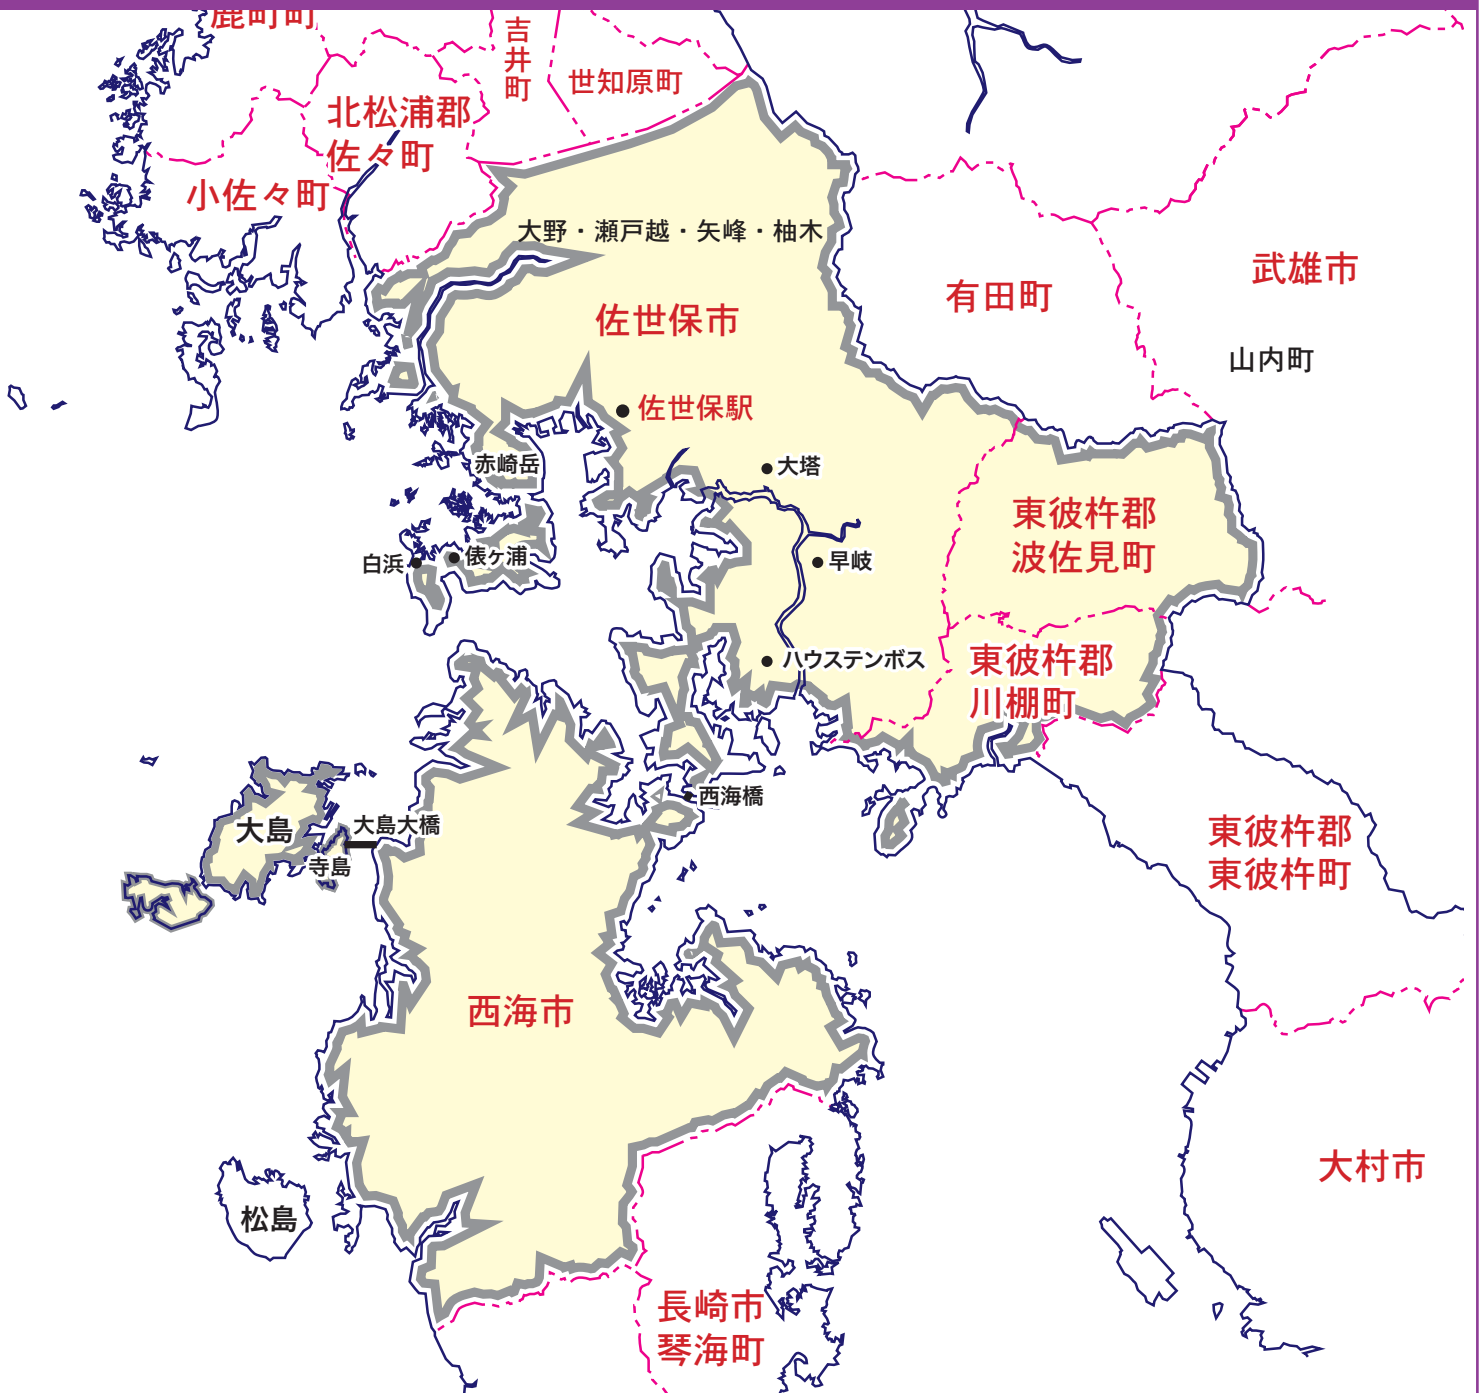 鹿町町
吉井町
世知原町
北松浦郡
佐々町
小佐々町
大野・瀬戸越・矢峰・柚木
武雄市
有田町
佐世保市
山内町
佐世保駅
赤崎岳
大塔
東彼杵郡
波佐見町
白浜
俵ヶ浦
早岐
ハウステンボス
東彼杵郡
川棚町
西海橋
大島
大島大橋
寺島
東彼杵郡
東彼杵町
西海市
大村市
松島
長崎市
琴海町